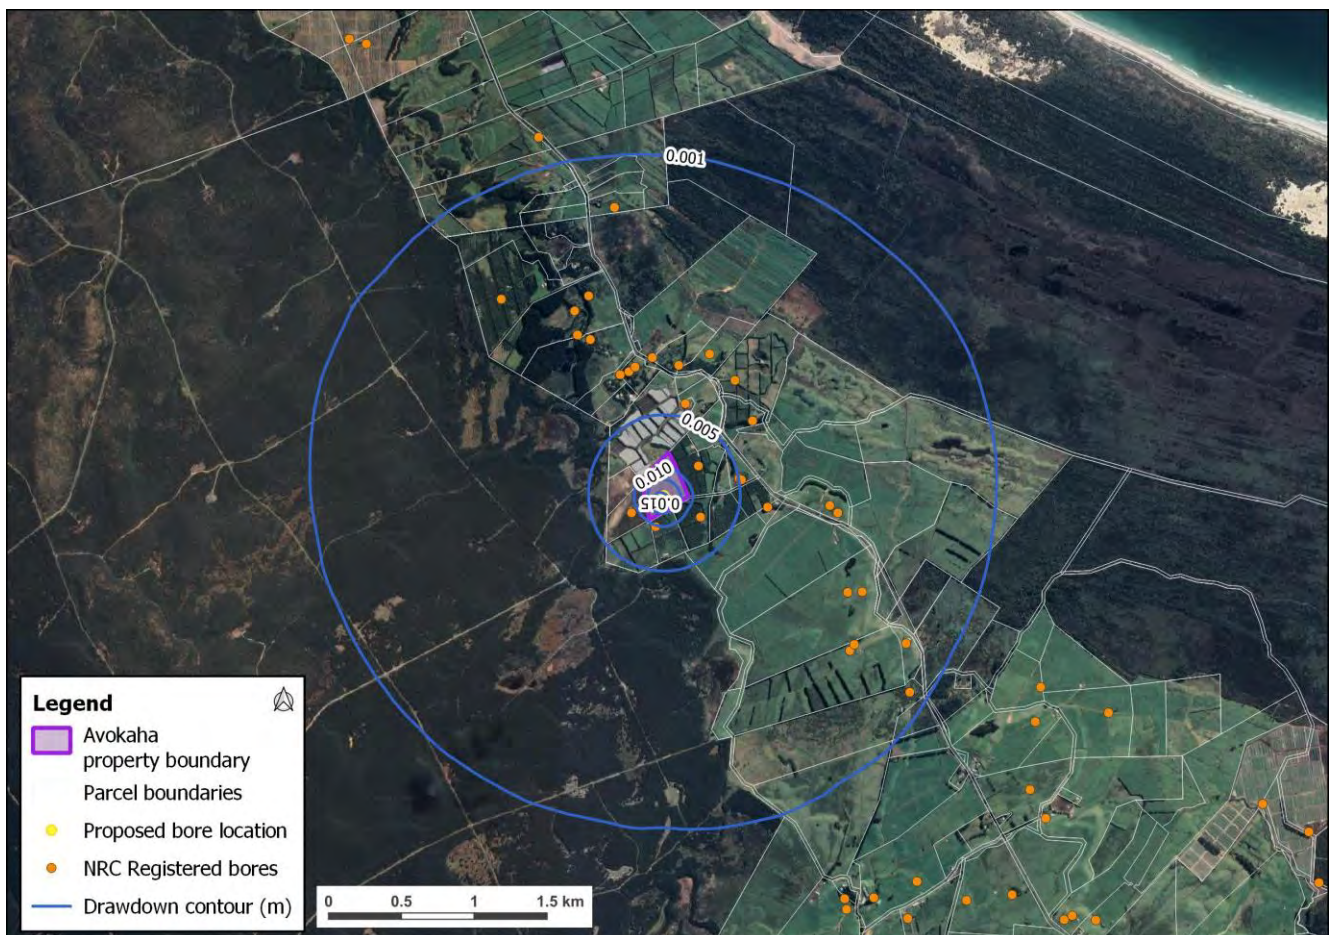 0.001
0.005
0.010
0.015
Legend
Avokaha
property boundary
Parcel boundaries
Proposed bore location
NRC Registered bores
Drawdown contour (m)
0 0.5 1 1.5 km